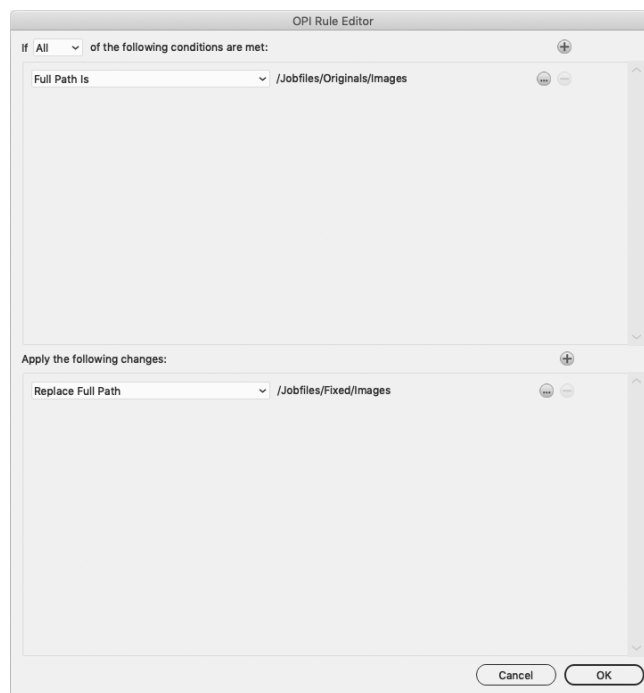 OPI Rule Editor
If All of the following conditions are met:
Full Path Is /Jobfiles/Originals/Images
Apply the following changes:
Replace Full Path /Jobfiles/Fixed/Images
Cancel OK